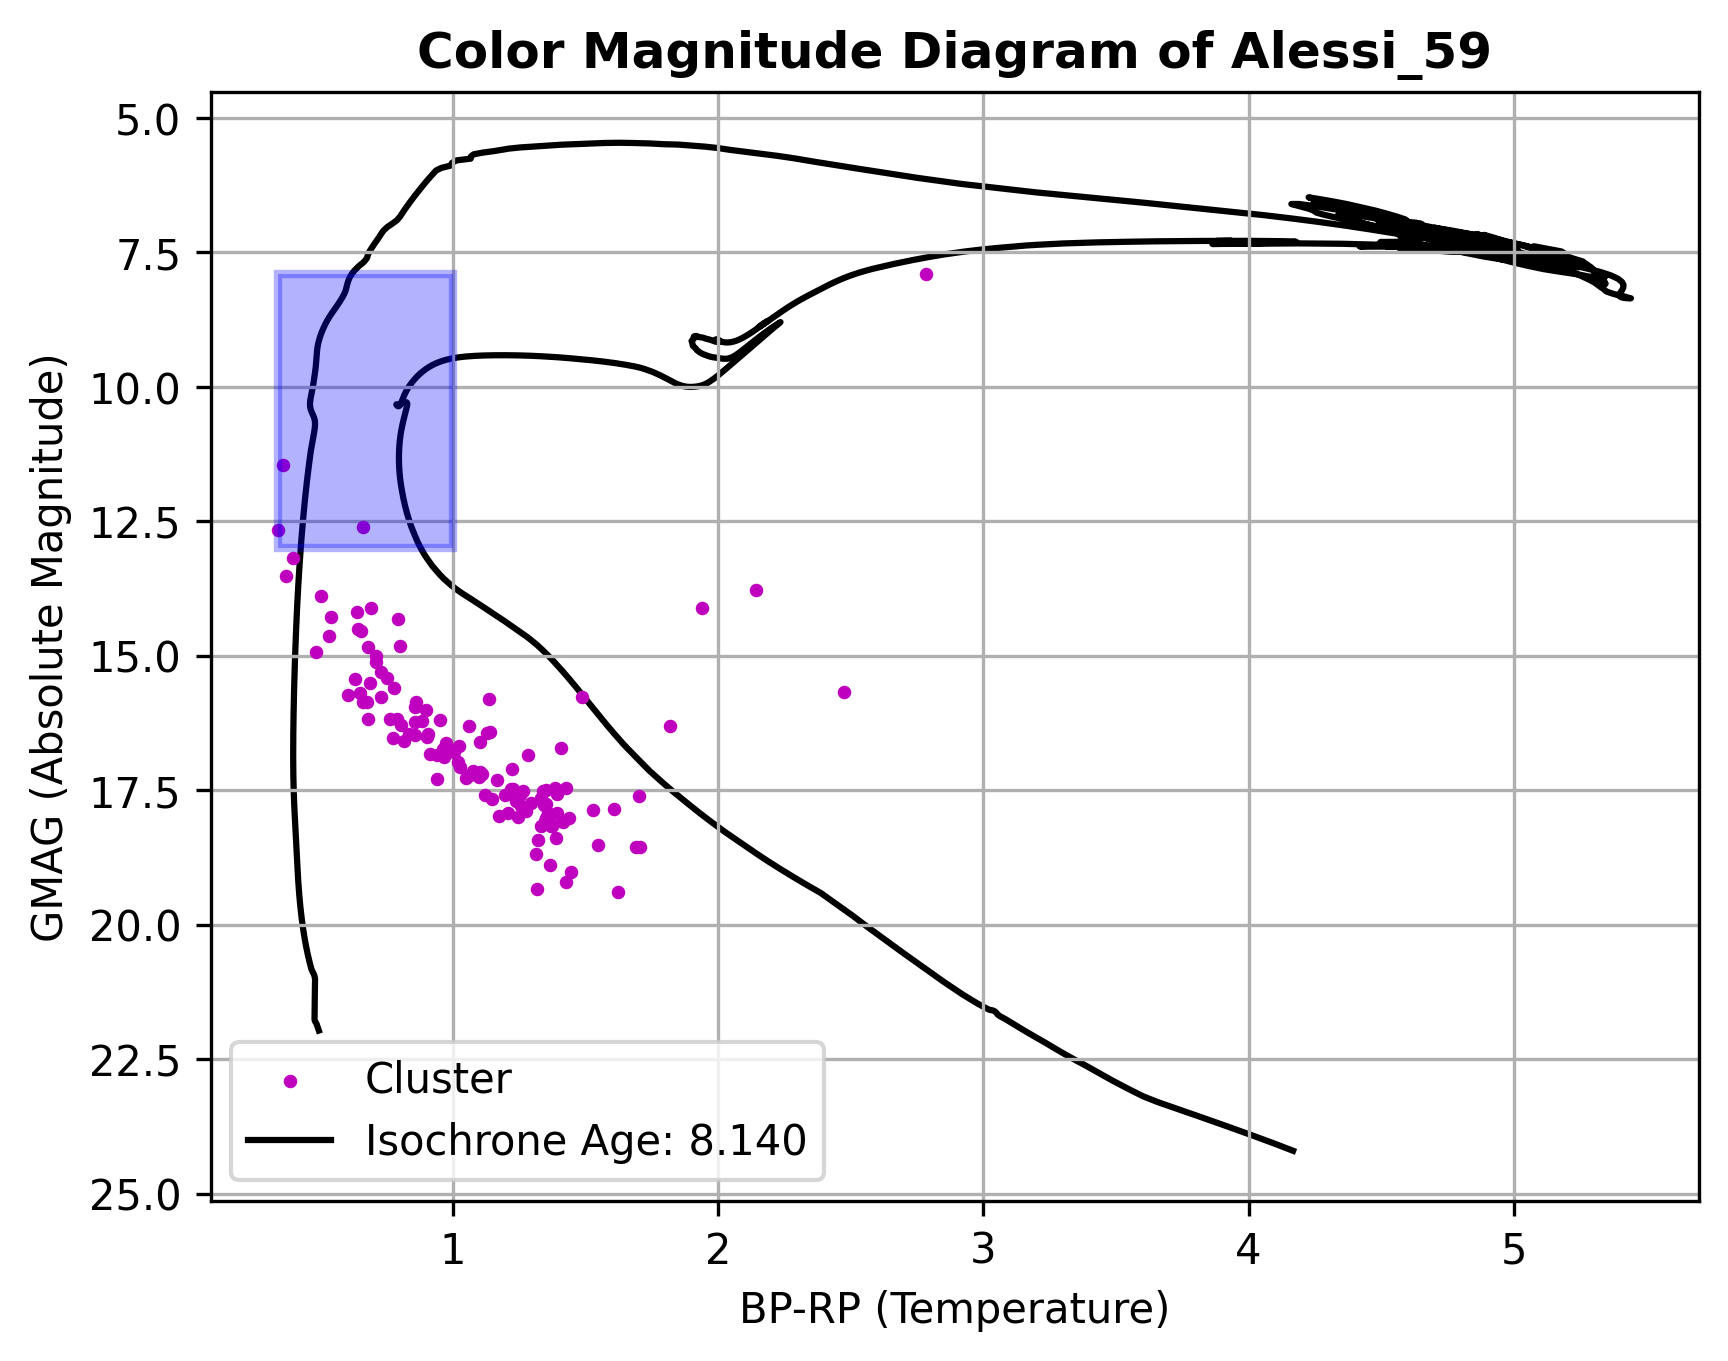 Color Magnitude Diagram of Alessi_59
GMAG (Absolute Magnitude)
5.0
7.5
10.0
12.5
15.0
17.5
20.0
22.5
25.0
Cluster
Isochrone Age: 8.140
1 2 3 4 5
BP-RP (Temperature)